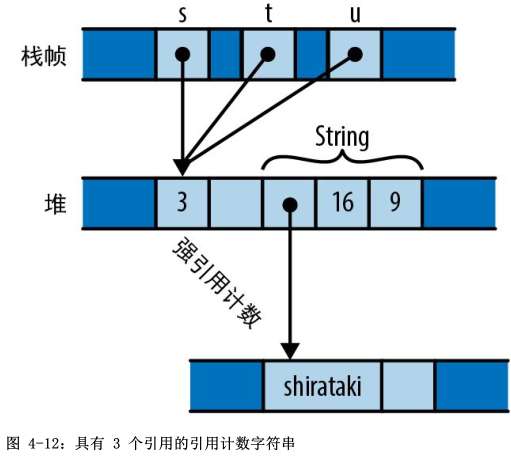 s t u
栈帧
String
堆 3 16 9
强引用计数
shirataki
图 4-12：具有 3 个引用的引用计数字符串